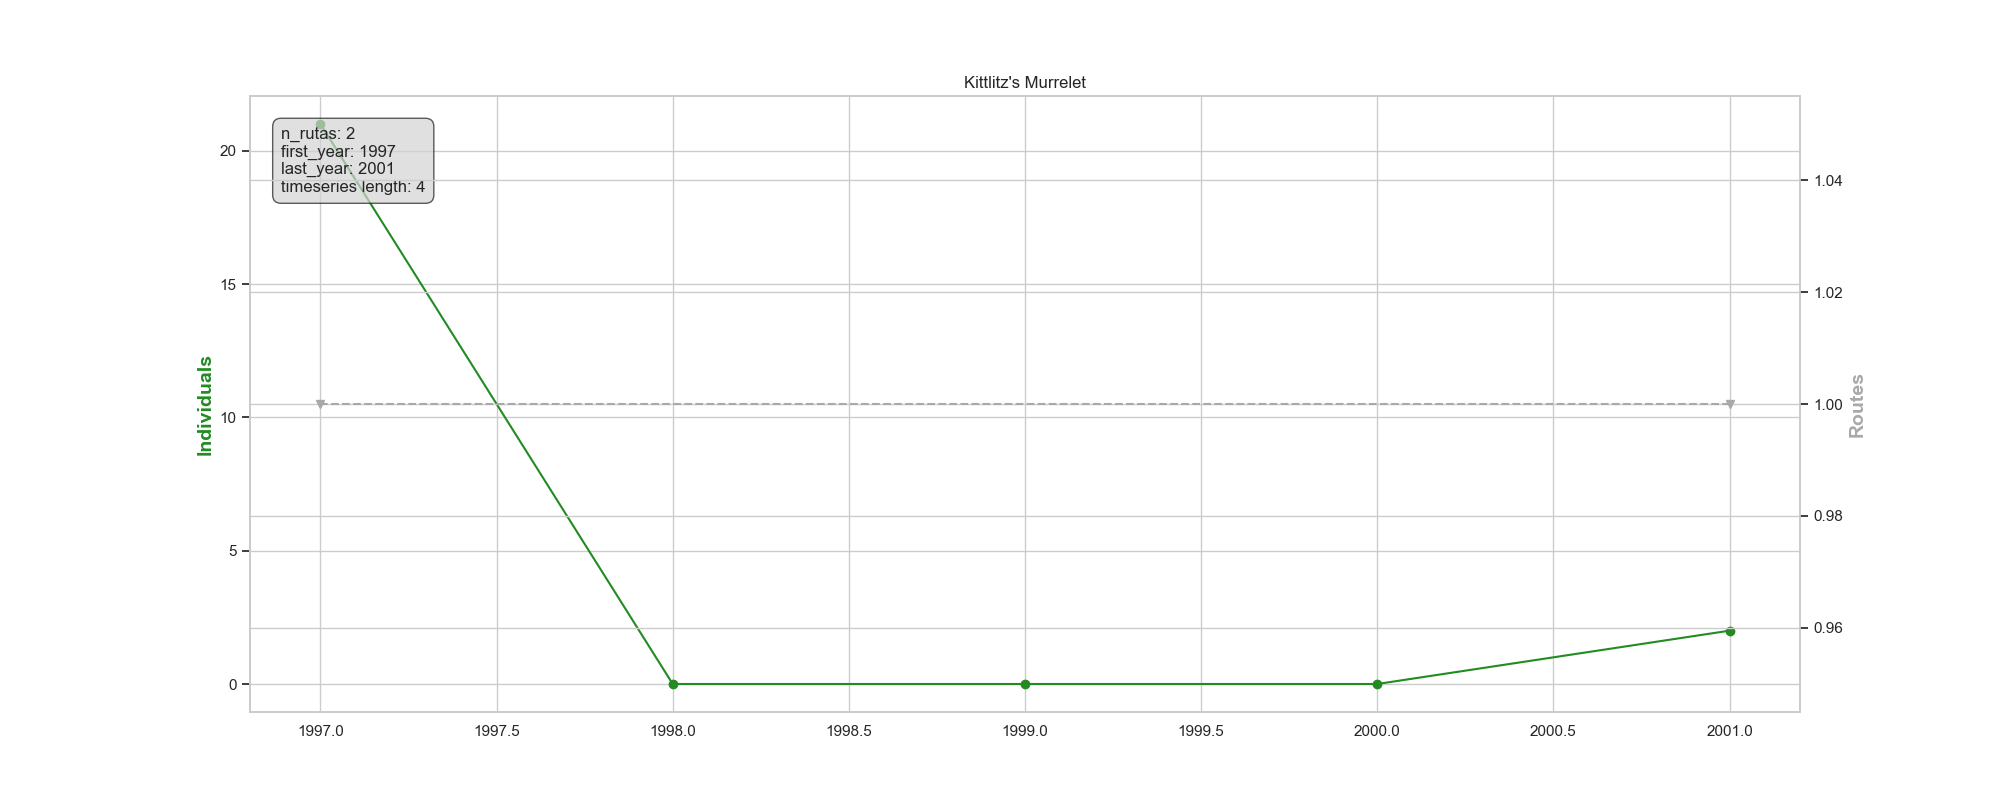 Kittlitz's Murrelet
n_rutas: 2
first_year: 1997
last_year: 2001
timeseries length: 4
20
15
10
5
0
Individuals
1.04
1.02
1.00
0.98
0.96
Routes
1997.0 1997.5 1998.0 1998.5 1999.0 1999.5 2000.0 2000.5 2001.0